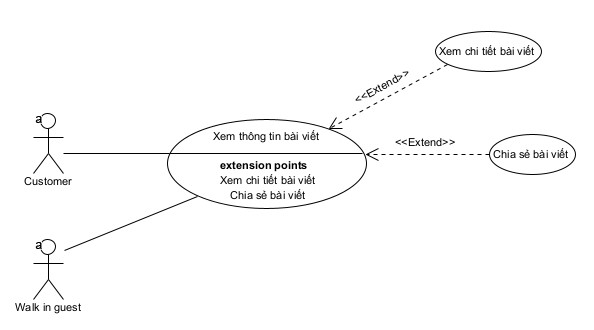 Xem chi tiết bài viết
<<Extend>>
a
Xem thông tin bài viết
<<Extend>>
extension points
Chia sẻ bài viết
Xem chi tiết bài viết
Customer
Chia sẻ bài viết
a
Walk in guest